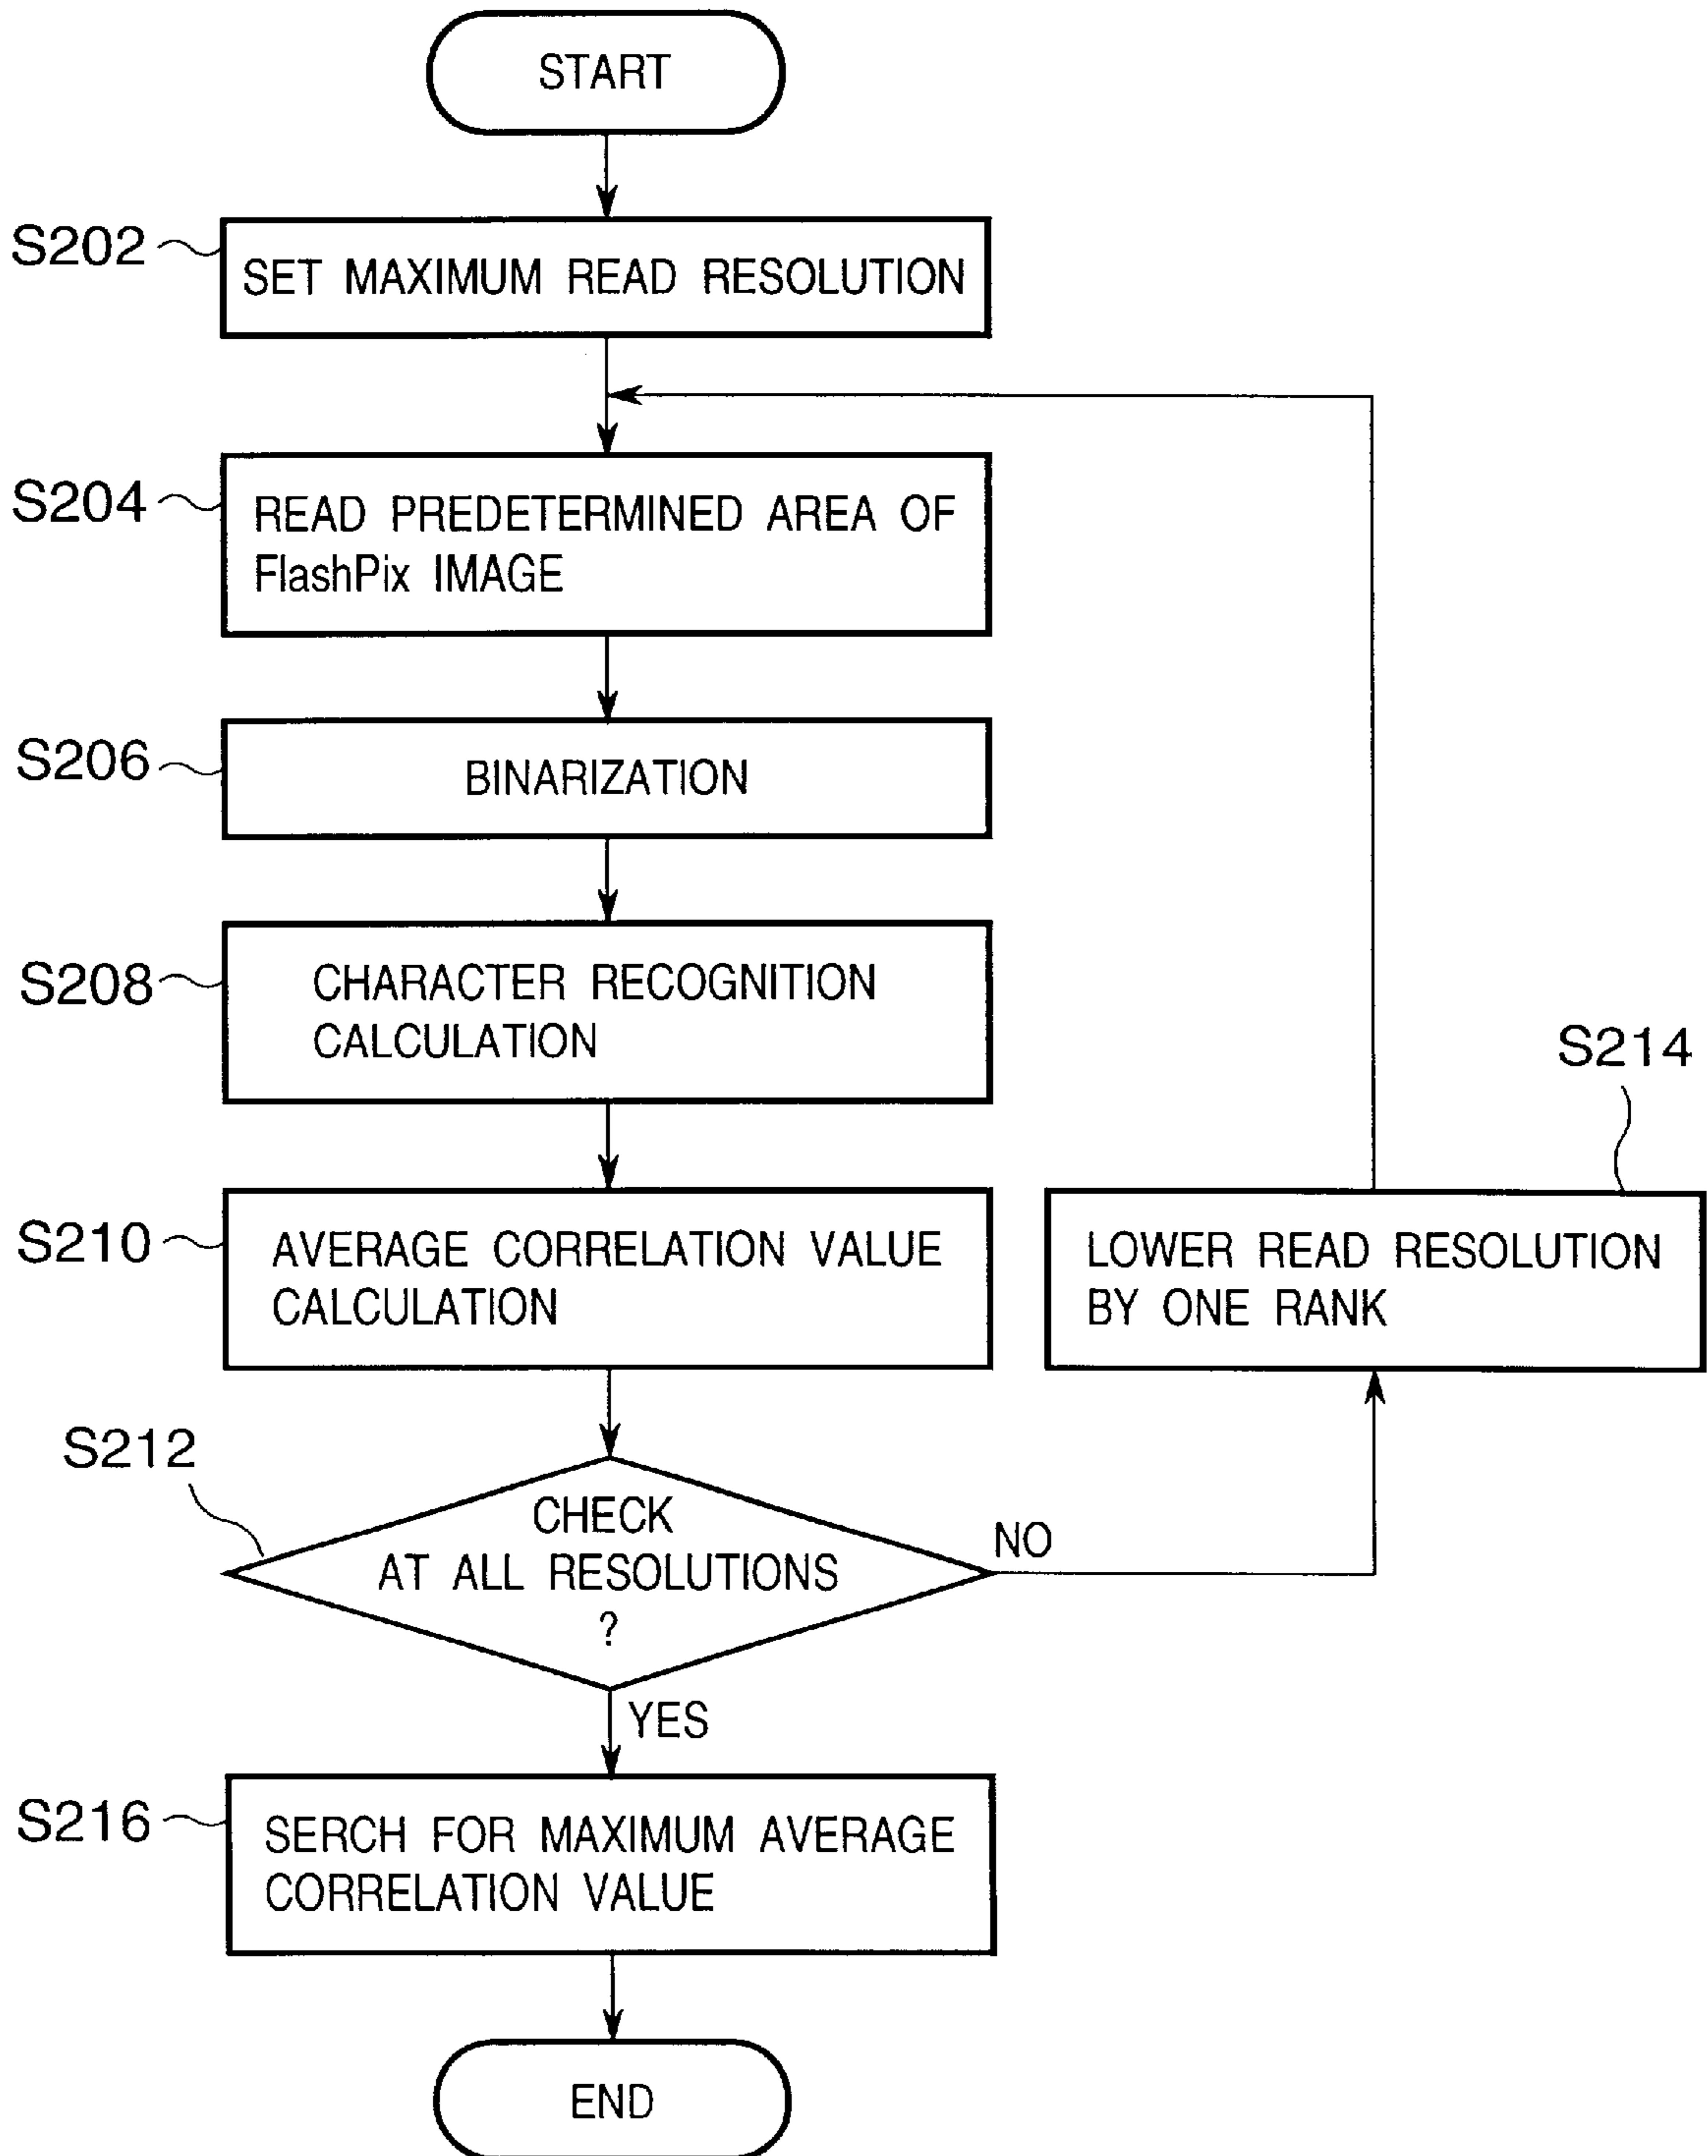 START
S202
SET MAXIMUM READ RESOLUTION
S204
READ PREDETERMINED AREA OF
FlashPix IMAGE
S206
BINARIZATION
S208
CHARACTER RECOGNITION
CALCULATION
S214
S210
AVERAGE CORRELATION VALUE
CALCULATION
LOWER READ RESOLUTION
BY ONE RANK
S212
CHECK
AT ALL RESOLUTIONS
?
NO
YES
S216
SERCH FOR MAXIMUM AVERAGE
CORRELATION VALUE
END